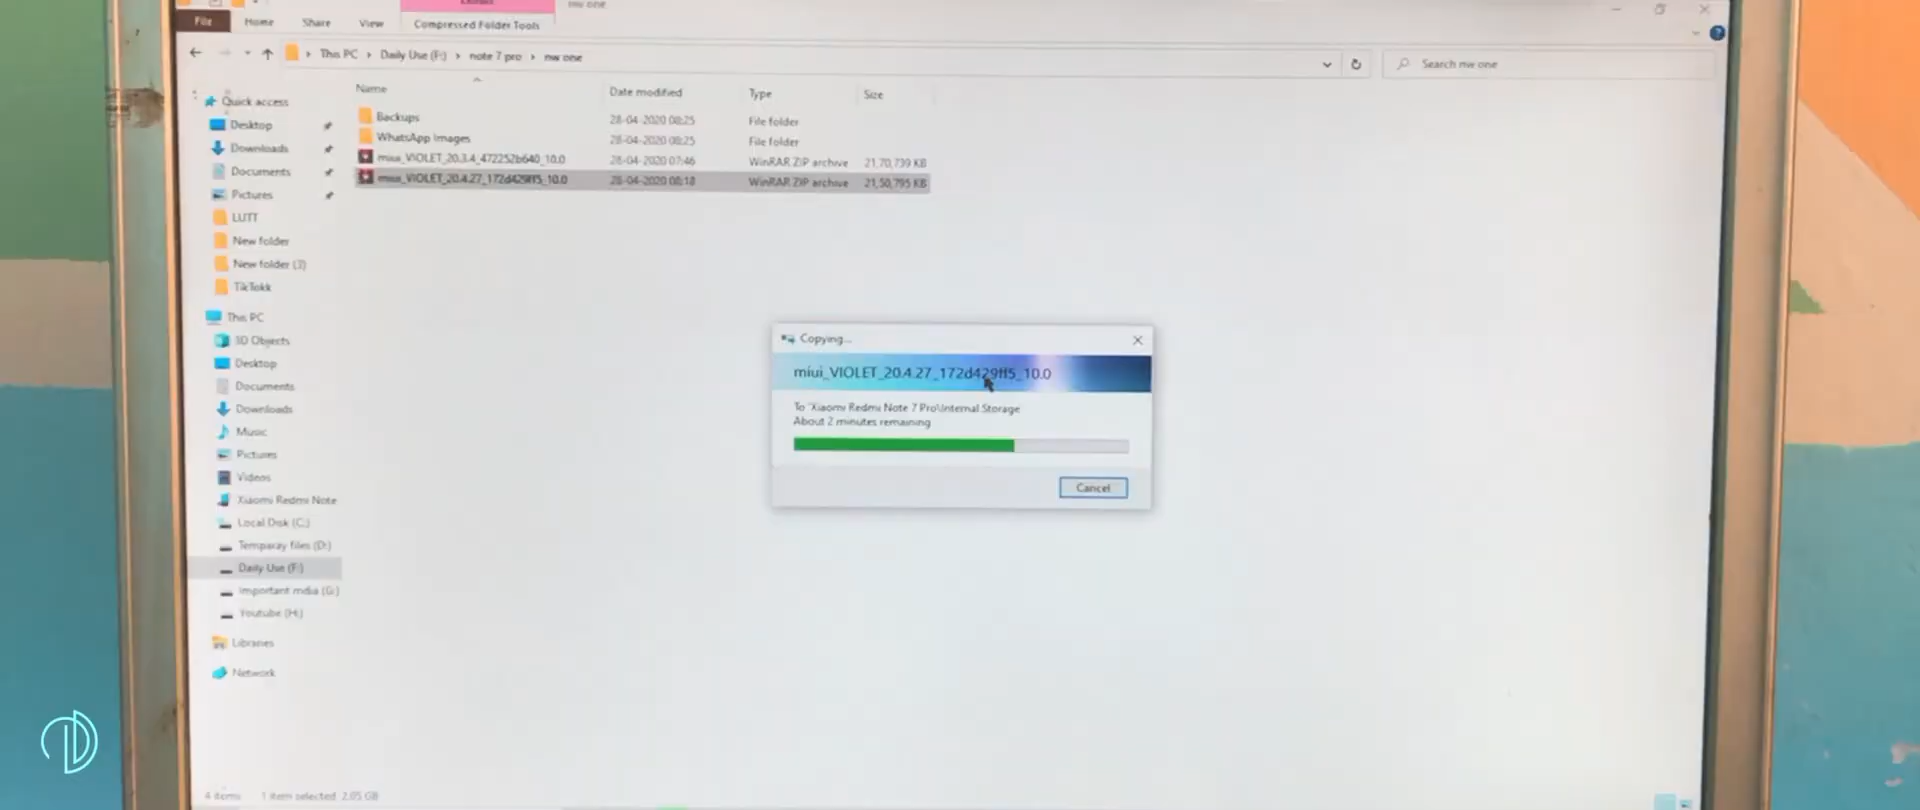 mw one
File Home Share View Compressed Folder Tools
This PC > Daily Use (F:) > note 7 pro > nw one
Search nw one
Name Date modified Type Size
Backups 28-04-2020 08:25 File folder
WhatsApp Images 28-04-2020 08:25 File folder
miui_VIOLET_20.3.4_472252b640_10.0 28-04-2020 07:46 WinRAR ZIP archive 21,70,739 KB
miui_VIOLET_20.4.27_172d429ff5_10.0 28-04-2020 08:18 WinRAR ZIP archive 21,50,795 KB
Quick access
Desktop
Downloads
Documents
Pictures
LUTT
New folder
New folder (3)
TikTokk
This PC
3D Objects
Desktop
Documents
Downloads
Music
Pictures
Videos
Xiaomi Redmi Note
Local Disk (C:)
Temparay files (D:)
Daily Use (F:)
Important mdia (G:)
Youtube (H:)
Libraries
Network
Copying...
miui_VIOLET_20.4.27_172d429ff5_10.0
To 'Xiaomi Redmi Note 7 Pro\Internal Storage
About 2 minutes remaining
Cancel
4 items 1 item selected 2.05 GB